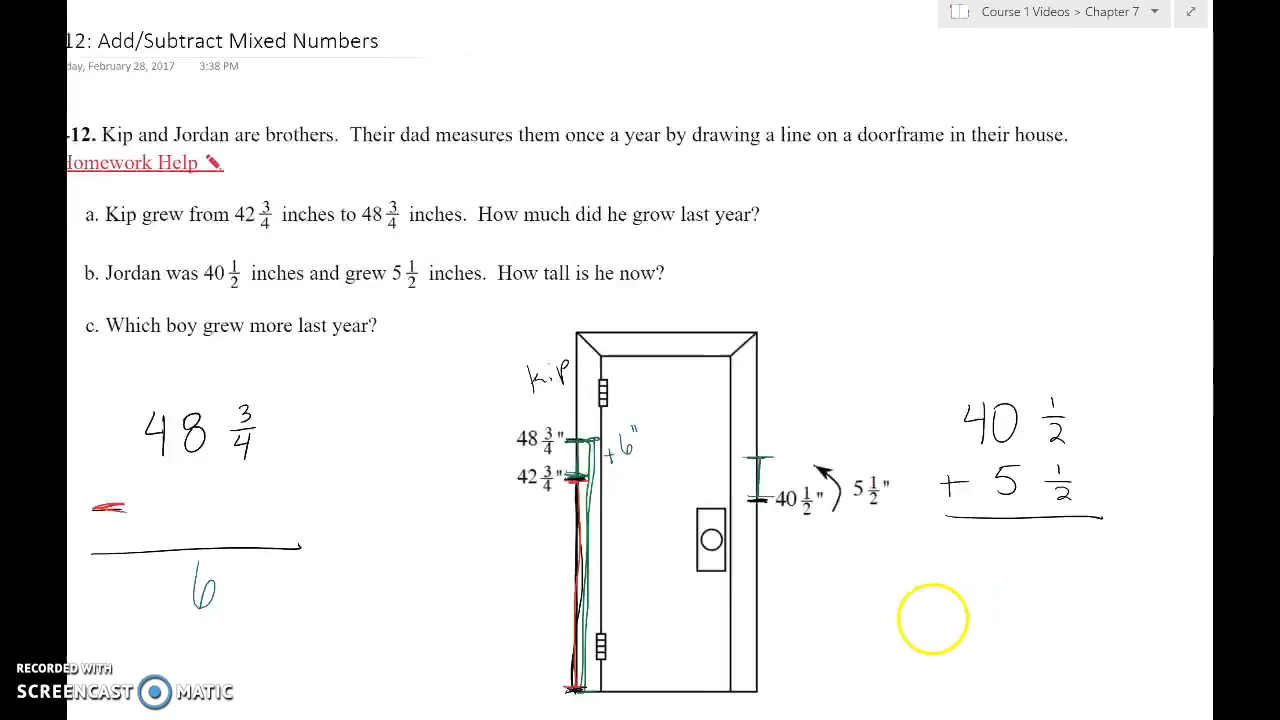 Course 1 Videos > Chapter 7
12: Add/Subtract Mixed Numbers
day, February 28, 2017 3:38 PM
-12. Kip and Jordan are brothers. Their dad measures them once a year by drawing a line on a doorframe in their house.
Homework Help
a. Kip grew from 42 3/4 inches to 48 3/4 inches. How much did he grow last year?
b. Jordan was 40 1/2 inches and grew 5 1/2 inches. How tall is he now?
c. Which boy grew more last year?
Kip
48 3/4
-
6
48 3/4"
+6"
42 3/4"
40 1/2"
5 1/2"
40 1/2
+ 5 1/2
RECORDED WITH
SCREENCAST MATIC